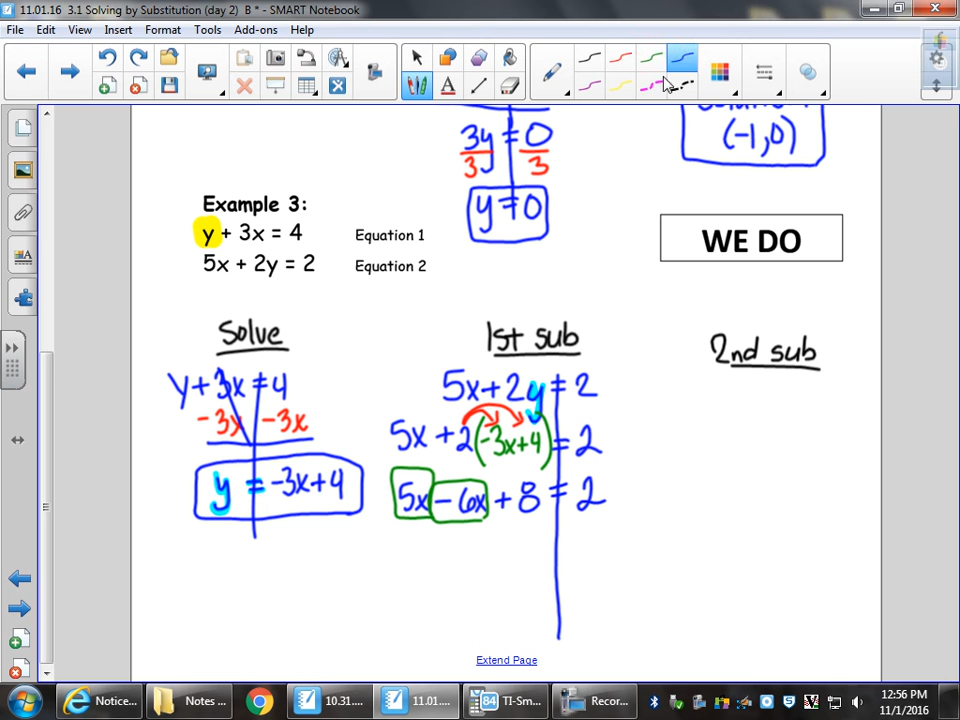 11.01.16 3.1 Solving by Substitution (day 2) B * - SMART Notebook
File Edit View Insert Format Tools Add-ons Help
3y = 0
3 3
y = 0
(-1,0)
Example 3:
y + 3x = 4 Equation 1
5x + 2y = 2 Equation 2
WE DO
Solve
y+3x=4
-3x -3x
y = -3x+4
1st sub
5x+2y=2
5x+2(-3x+4)=2
5x-6x+8=2
2nd sub
Extend Page
Notice... Notes ... 10.31.... 11.01.... TI-Sm... Recor...
84
12:56 PM
11/1/2016